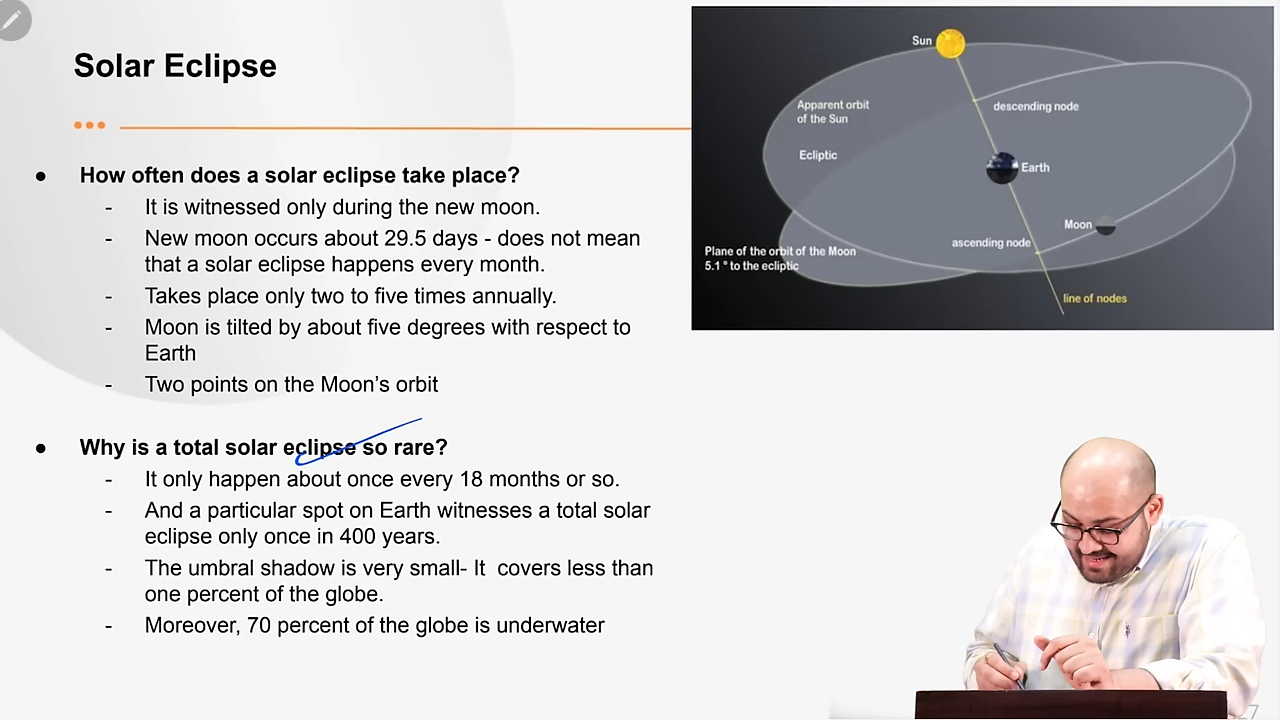 Solar Eclipse
● How often does a solar eclipse take place?
- It is witnessed only during the new moon.
- New moon occurs about 29.5 days - does not mean
that a solar eclipse happens every month.
- Takes place only two to five times annually.
- Moon is tilted by about five degrees with respect to
Earth
- Two points on the Moon’s orbit
● Why is a total solar eclipse so rare?
- It only happen about once every 18 months or so.
- And a particular spot on Earth witnesses a total solar
eclipse only once in 400 years.
- The umbral shadow is very small- It  covers less than
one percent of the globe.
- Moreover, 70 percent of the globe is underwater
Sun
Apparent orbit
of the Sun
descending node
Ecliptic
Earth
Moon
ascending node
Plane of the orbit of the Moon
5.1 ° to the ecliptic
line of nodes